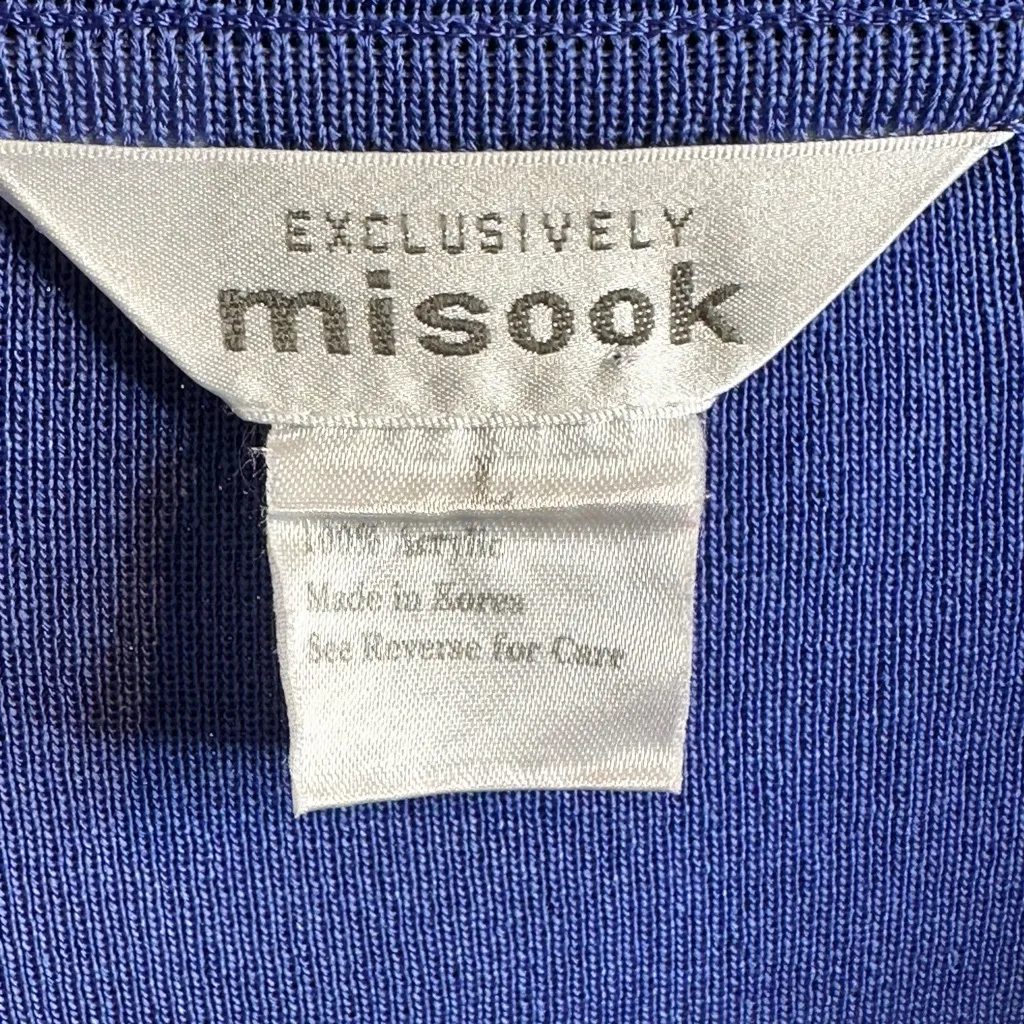 EXCLUSIVELY
misook
L
100% Acrylic
Made in Korea
See Reverse for Care